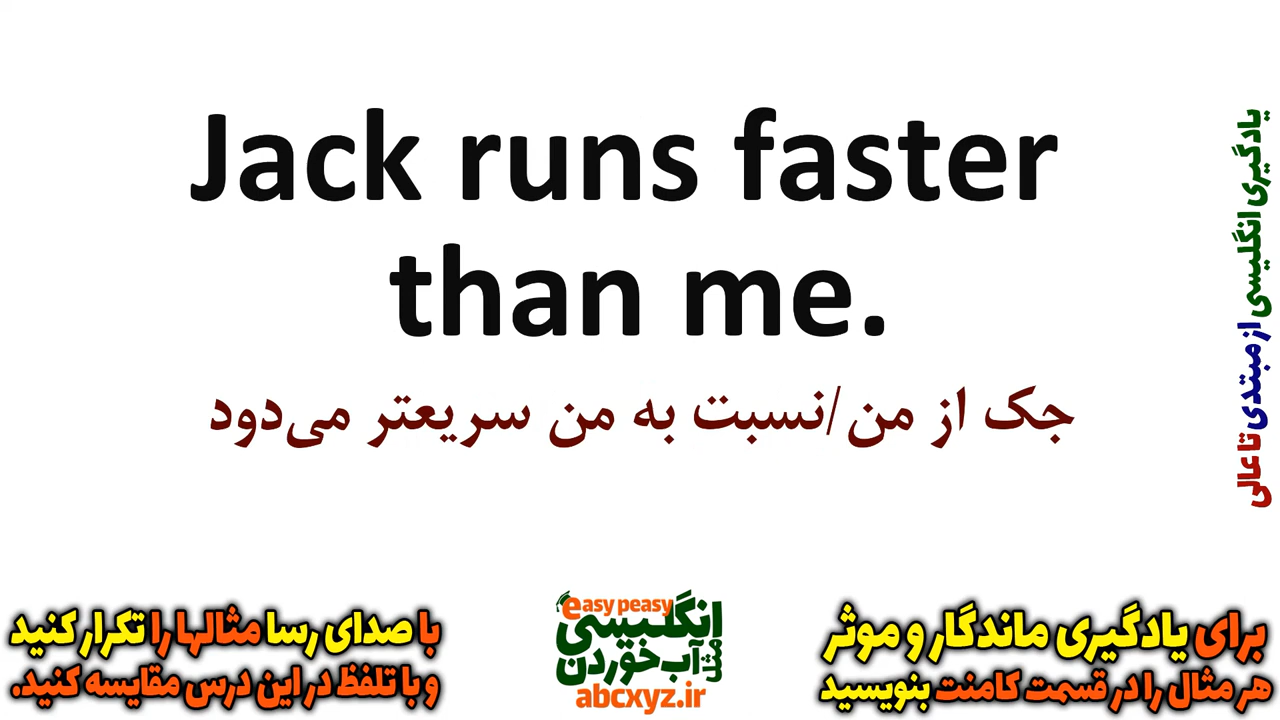 Jack runs faster
than me.
جک از من/نسبت به من سریعتر می‌دود
یادگیری انگلیسی از مبتدی تا عالی
با صدای رسا مثالها را تکرار کنید
و با تلفظ در این درس مقایسه کنید.
easy peasy
انگلیسی
مثل آب خوردن
abcxyz.ir
برای یادگیری ماندگار و موثر
هر مثال را در قسمت کامنت بنویسید